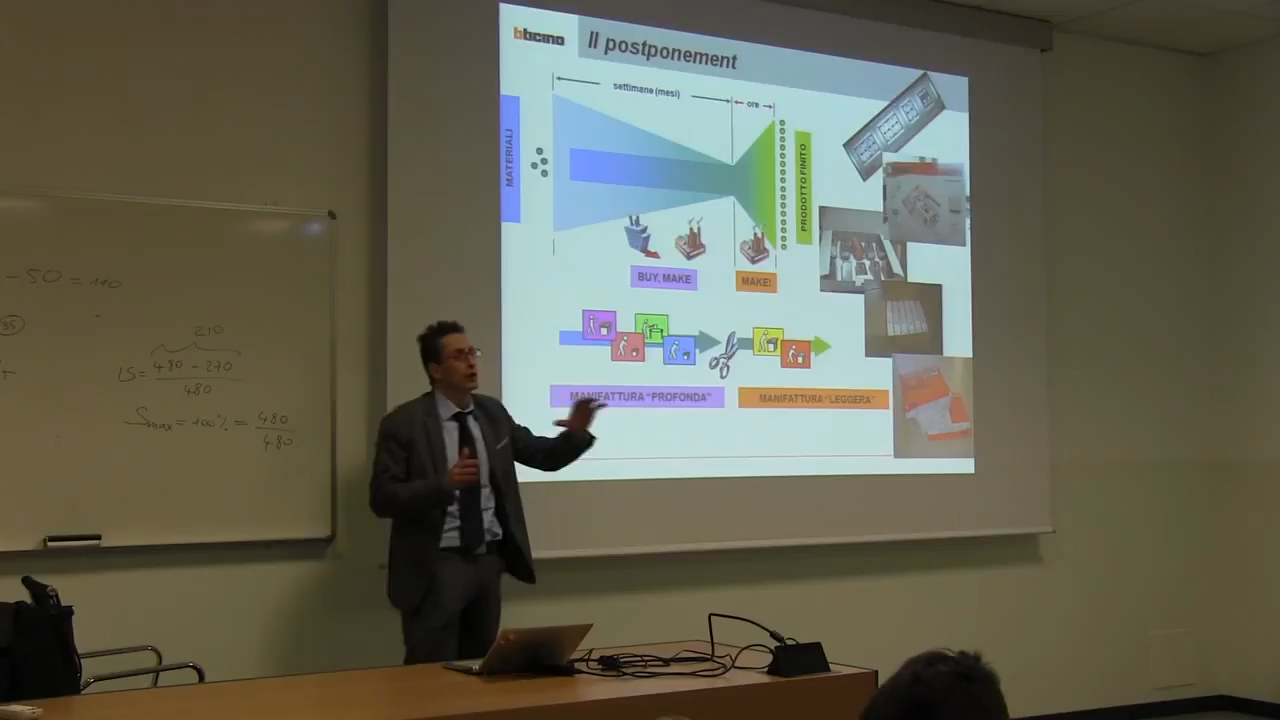 bticino
Il postponement
settimane (mesi)
ore
MATERIALI
PRODOTTO FINITO
BUY, MAKE
MAKE!
MANIFATTURA "PROFONDA"
MANIFATTURA "LEGGERA"
- 50 = 110
35
210
LS = 480 - 270
480
Smax = 100% = 480
480